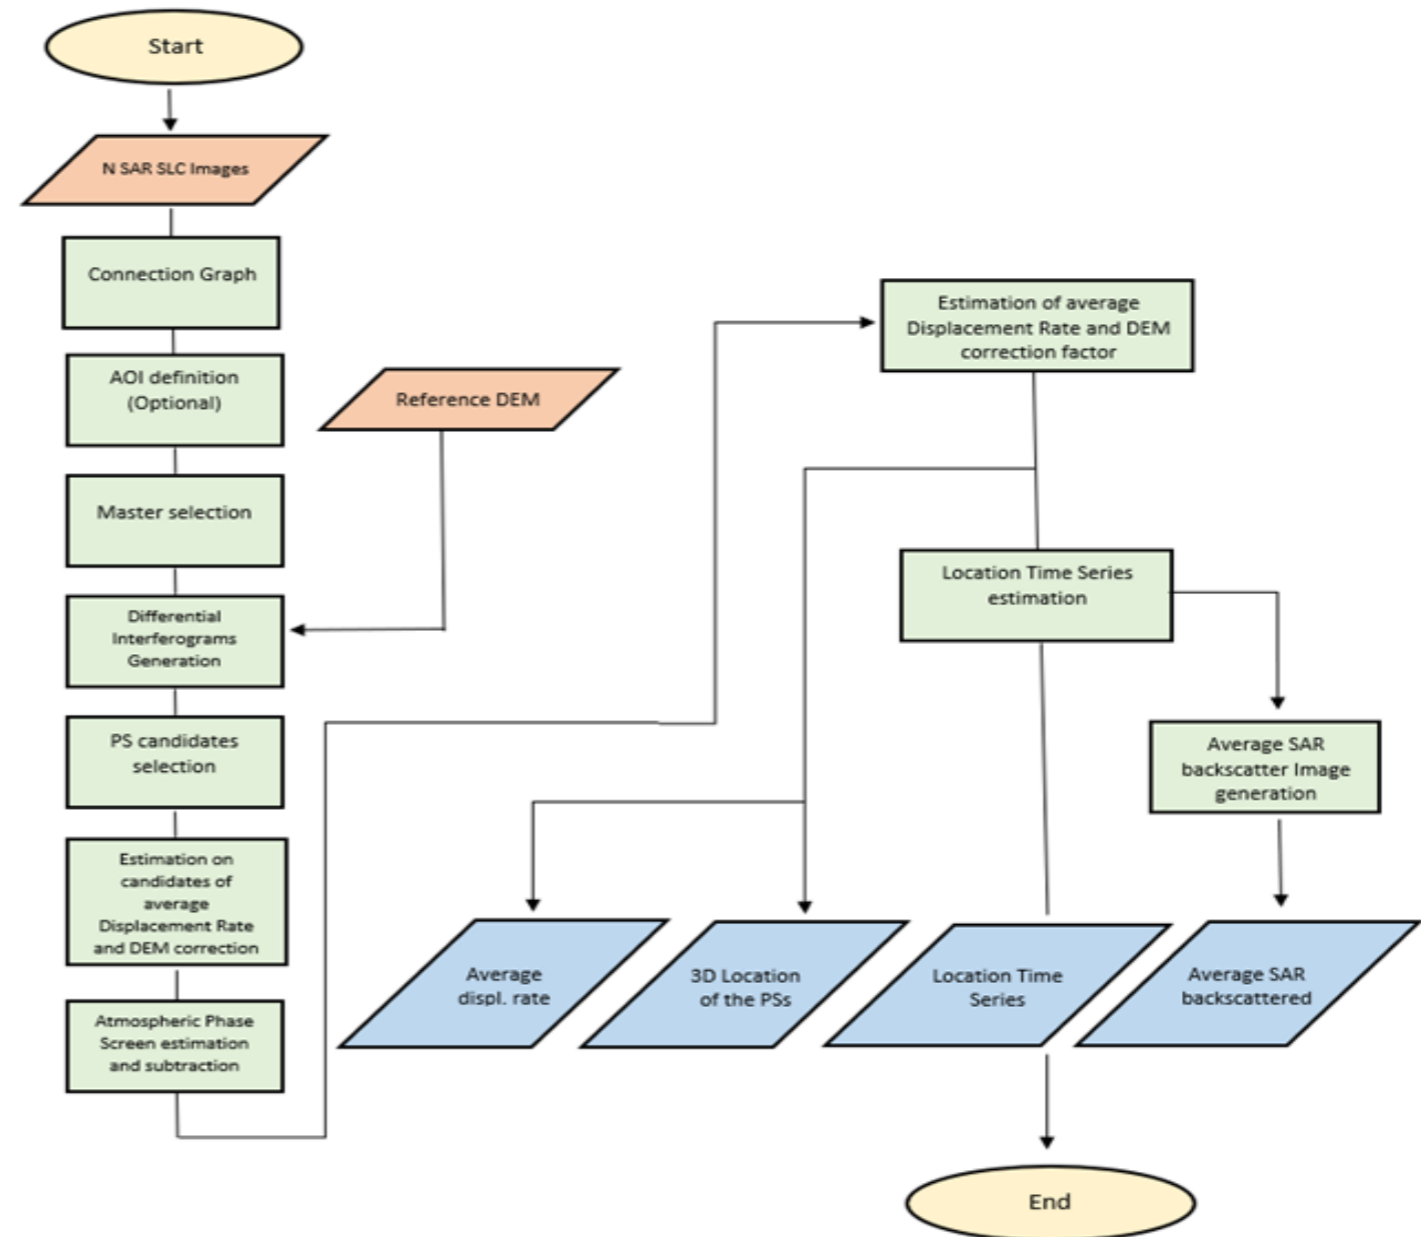 Start
N SAR SLC Images
Connection Graph
AOI definition
(Optional)
Master selection
Reference DEM
Differential
Interferograms
Generation
PS candidates
selection
Estimation on
candidates of
average
Displacement Rate
and DEM correction
Atmospheric Phase
Screen estimation
and subtraction
Estimation of average
Displacement Rate and DEM
correction factor
Location Time Series
estimation
Average SAR
backscatter Image
generation
Average
displ. rate
3D Location
of the PSs
Location Time
Series
Average SAR
backscattered
End